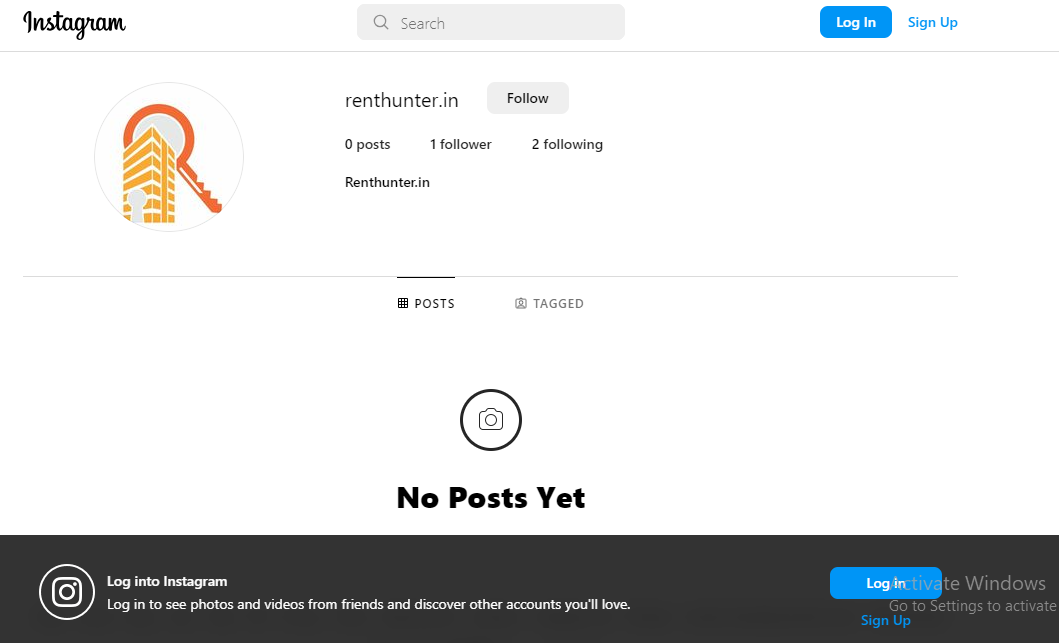 Instagram
Search
Log In
Sign Up
renthunter.in
Follow
0 posts
1 follower
2 following
Renthunter.in
POSTS
TAGGED
No Posts Yet
Log into Instagram
Log in to see photos and videos from friends and discover other accounts you'll love.
Log in
Activate Windows
Go to Settings to activate
Sign Up